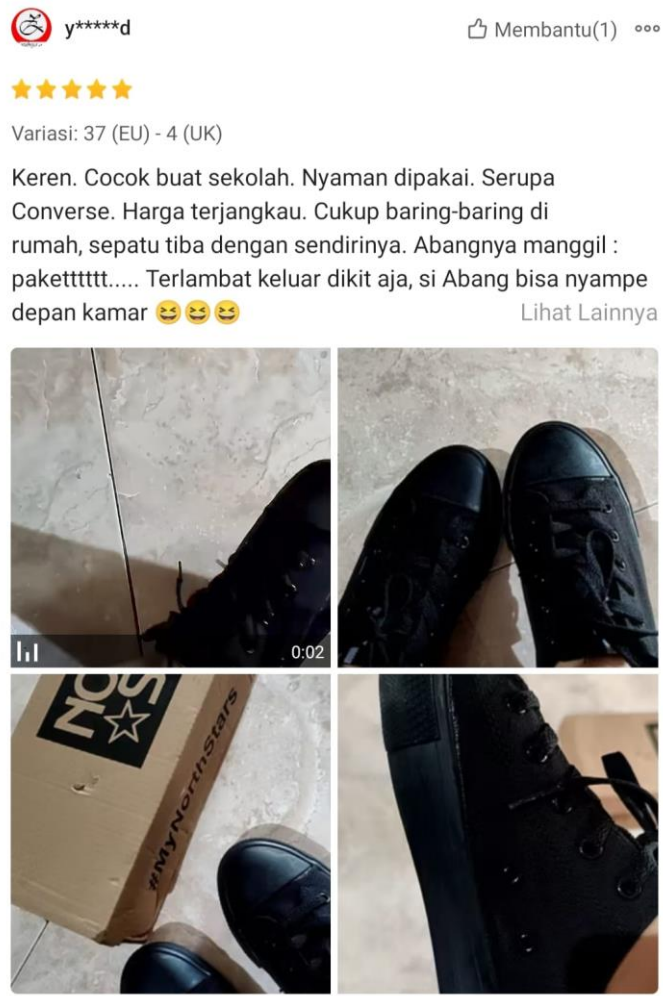 y*****d
Membantu(1)
Variasi: 37 (EU) - 4 (UK)
Keren. Cocok buat sekolah. Nyaman dipakai. Serupa
Converse. Harga terjangkau. Cukup baring-baring di
rumah, sepatu tiba dengan sendirinya. Abangnya manggil :
paketttttt..... Terlambat keluar dikit aja, si Abang bisa nyampe
depan kamar 😆😆😆
Lihat Lainnya
0:02
NO
S
#MyNorthStars